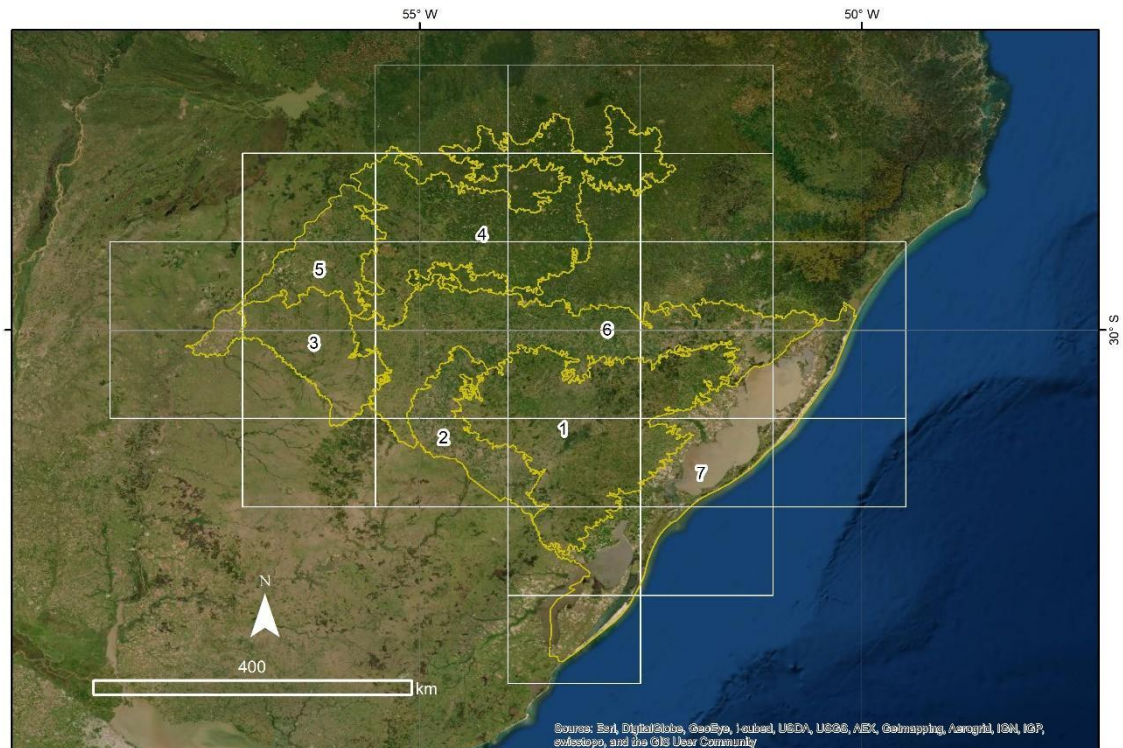 55° W
50° W
4
5
6
30° S
3
1
2
7
N
400
km
Source: Esri, DigitalGlobe, GeoEye, i-cubed, USDA, USGS, AEX, Getmapping, Aerogrid, IGN, IGP,
swisstopo, and the GIS User Community